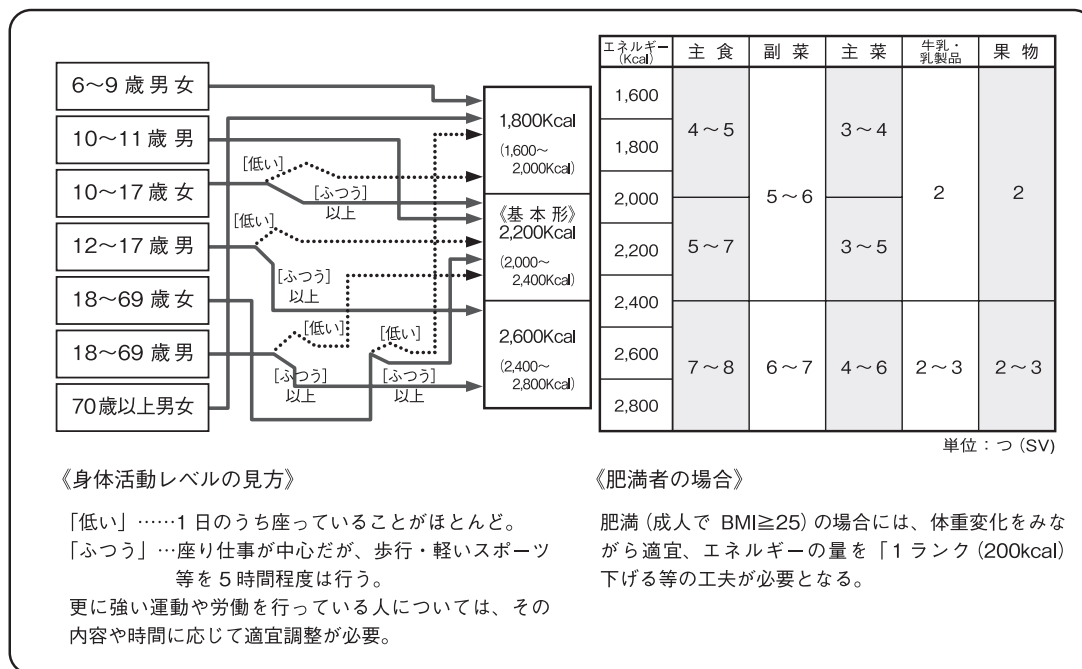 6～9 歳 男 女
10～11 歳 男
10～17 歳 女
12～17 歳 男
18～69 歳 女
18～69 歳 男
70歳以上男女
[低い]
[ふつう]
以上
[低い]
[ふつう]
以上
[低い]
[ふつう]
以上
[低い]
[ふつう]
以上
1,800Kcal
(1,600～
2,000Kcal)
《基 本 形》
2,200Kcal
(2,000～
2,400Kcal)
2,600Kcal
(2,400～
2,800Kcal)
エネルギー
(Kcal)
主 食
副 菜
主 菜
牛乳・
乳製品
果 物
1,600
1,800
2,000
2,200
2,400
2,600
2,800
4～5
5～7
7～8
5～6
6～7
3～4
3～5
4～6
2
2～3
2
2～3
単位：つ (SV)
《身体活動レベルの見方》
「低い」……1 日のうち座っていることがほとんど。
「ふつう」…座り仕事が中心だが、歩行・軽いスポーツ
等を 5 時間程度は行う。
更に強い運動や労働を行っている人については、その
内容や時間に応じて適宜調整が必要。
《肥満者の場合》
肥満 (成人で BMI≧25) の場合には、体重変化をみな
がら適宜、エネルギーの量を「1 ランク (200kcal)
下げる等の工夫が必要となる。